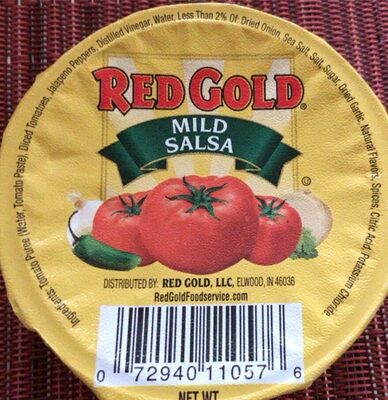 Ingredients: Tomato Puree (Water, Tomato Paste), Diced Tomatoes, Jalapeno Peppers, Distilled Vinegar, Water, Less Than 2% Of: Dried Onion, Sea Salt, Salt, Sugar, Dried Garlic, Natural Flavors, Spices, Citric Acid, Potassium Chloride
RED GOLD®
MILD
SALSA
U
DISTRIBUTED BY: RED GOLD, LLC, ELWOOD, IN 46036
RedGoldFoodservice.com
0 72940 11057 6
NET WT.